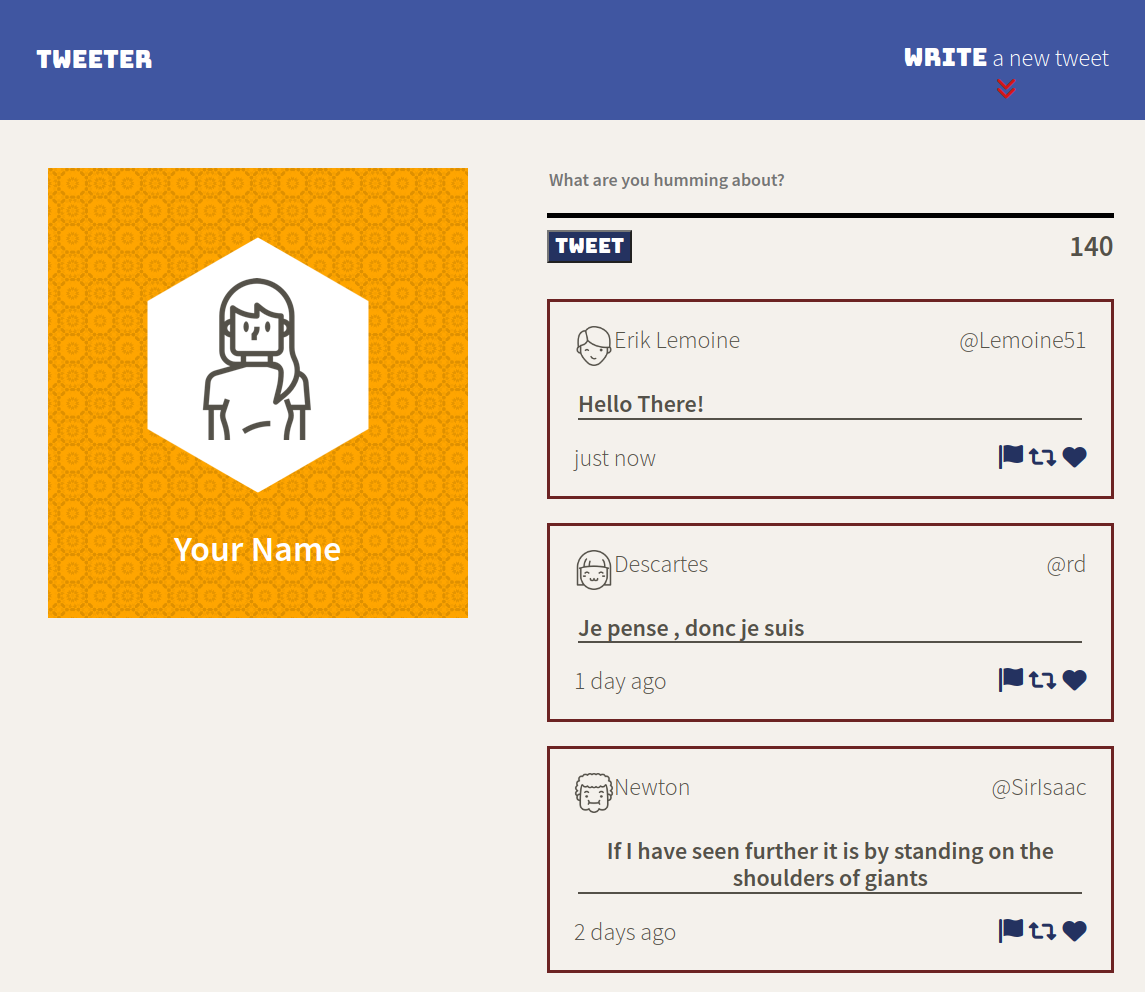 TWEETER
WRITE a new tweet
Your Name
What are you humming about?
TWEET 140
Erik Lemoine @Lemoine51
Hello There!
just now
Descartes @rd
Je pense , donc je suis
1 day ago
Newton @SirIsaac
If I have seen further it is by standing on the
shoulders of giants
2 days ago